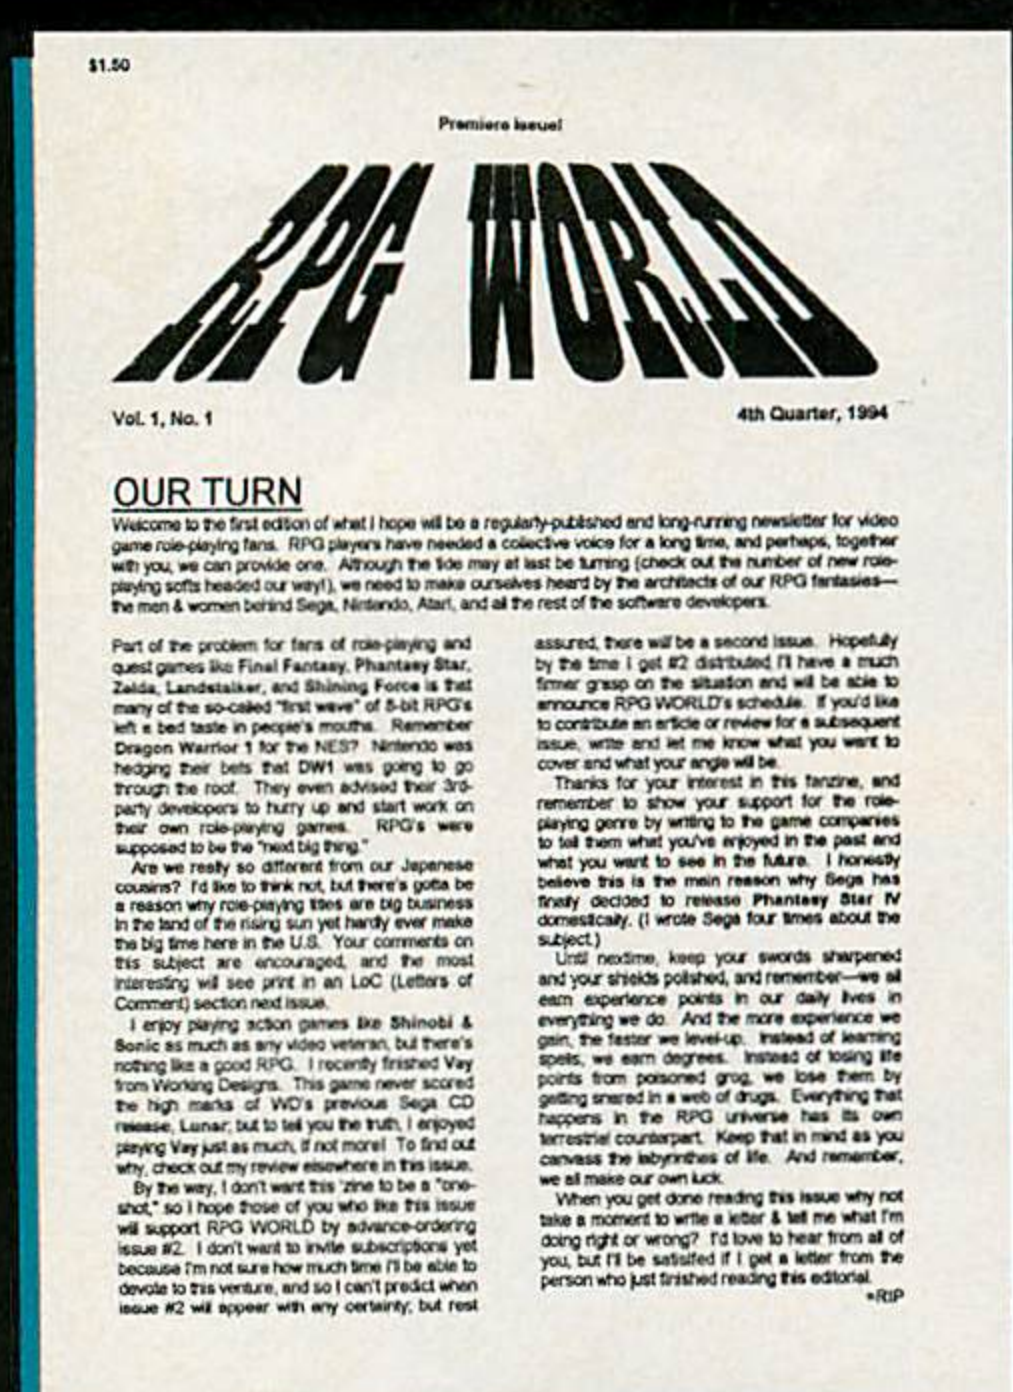 $1.50
Premiere Issue!
RPG WORLD
Vol. 1, No. 1
4th Quarter, 1994
OUR TURN
Welcome to the first edition of what I hope will be a regularly-published and long-running newsletter for video
game role-playing fans. RPG players have needed a collective voice for a long time, and perhaps, together
with you, we can provide one. Although the tide may at last be turning (check out the number of new role-
playing softs headed our way!), we need to make ourselves heard by the architects of our RPG fantasies—
the men & women behind Sega, Nintendo, Atari, and all the rest of the software developers.
Part of the problem for fans of role-playing and
quest games like Final Fantasy, Phantasy Star,
Zelda, Landstalker, and Shining Force is that
many of the so-called "first wave" of 8-bit RPG's
left a bad taste in people's mouths. Remember
Dragon Warrior 1 for the NES? Nintendo was
hedging their bets that DW1 was going to go
through the roof. They even advised their 3rd-
party developers to hurry up and start work on
their own role-playing games. RPG's were
supposed to be the "next big thing."
Are we really so different from our Japanese
cousins? I'd like to think not, but there's gotta be
a reason why role-playing titles are big business
in the land of the rising sun yet hardly ever make
the big time here in the U.S. Your comments on
this subject are encouraged, and the most
interesting will see print in an LoC (Letters of
Comment) section next issue.
I enjoy playing action games like Shinobi &
Sonic as much as any video veteran, but there's
nothing like a good RPG. I recently finished Vay
from Working Designs. This game never scored
the high marks of WD's previous Sega CD
release, Lunar; but to tell you the truth, I enjoyed
playing Vay just as much, if not more! To find out
why, check out my review elsewhere in this issue.
By the way, I don't want this 'zine to be a "one-
shot," so I hope those of you who like this issue
will support RPG WORLD by advance-ordering
issue #2. I don't want to invite subscriptions yet
because I'm not sure how much time I'll be able to
devote to this venture, and so I can't predict when
issue #2 will appear with any certainty; but rest
assured, there will be a second issue. Hopefully
by the time I get #2 distributed I'll have a much
firmer grasp on the situation and will be able to
announce RPG WORLD's schedule. If you'd like
to contribute an article or review for a subsequent
issue, write and let me know what you want to
cover and what your angle will be.
Thanks for your interest in this fanzine, and
remember to show your support for the role-
playing genre by writing to the game companies
to tell them what you've enjoyed in the past and
what you want to see in the future. I honestly
believe this is the main reason why Sega has
finally decided to release Phantasy Star IV
domestically. (I wrote Sega four times about the
subject.)
Until nextime, keep your swords sharpened
and your shields polished, and remember—we all
earn experience points in our daily lives in
everything we do. And the more experience we
gain, the faster we level-up. Instead of learning
spells, we earn degrees. Instead of losing life
points from poisoned grog, we lose them by
getting snared in a web of drugs. Everything that
happens in the RPG universe has its own
terrestrial counterpart. Keep that in mind as you
canvass the labyrinthes of life. And remember,
we all make our own luck.
When you get done reading this issue why not
take a moment to write a letter & tell me what I'm
doing right or wrong? I'd love to hear from all of
you, but I'll be satisfied if I get a letter from the
person who just finished reading this editorial.
*RIP